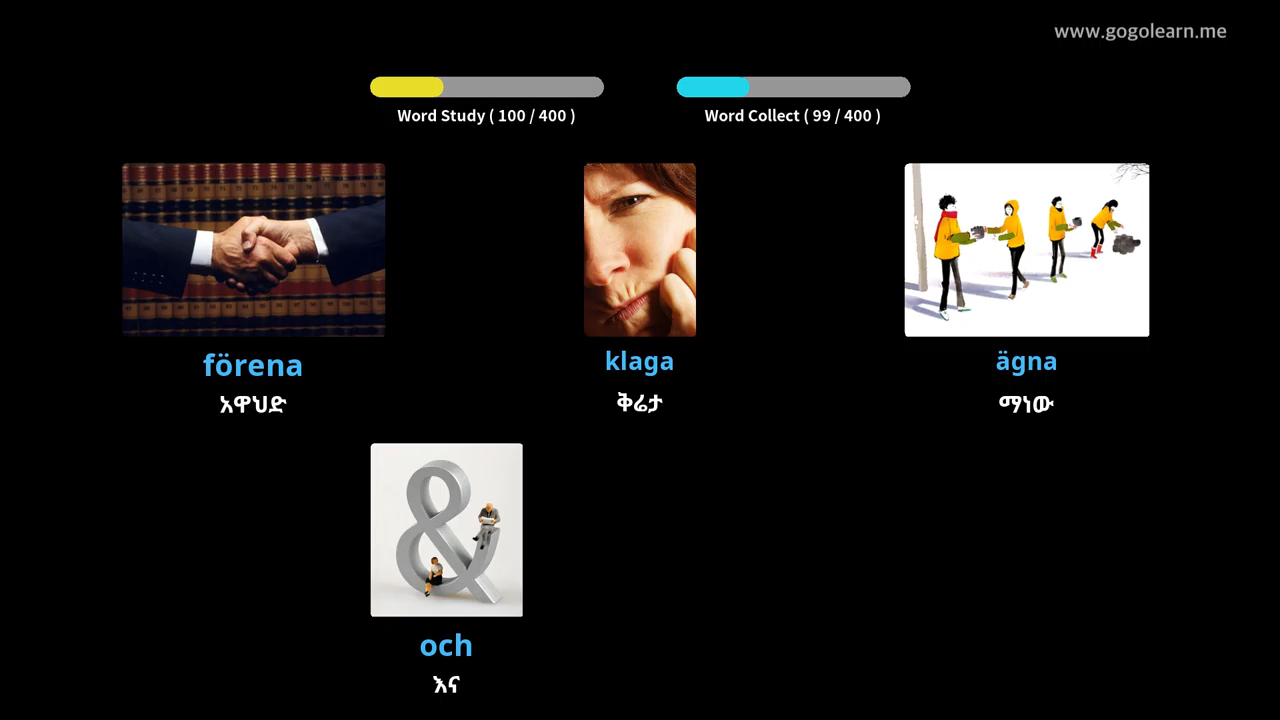 www.gogolearn.me
Word Study ( 100 / 400 )
Word Collect ( 99 / 400 )
förena
አዋህድ
klaga
ቅሬታ
ägna
ማነው
och
እና